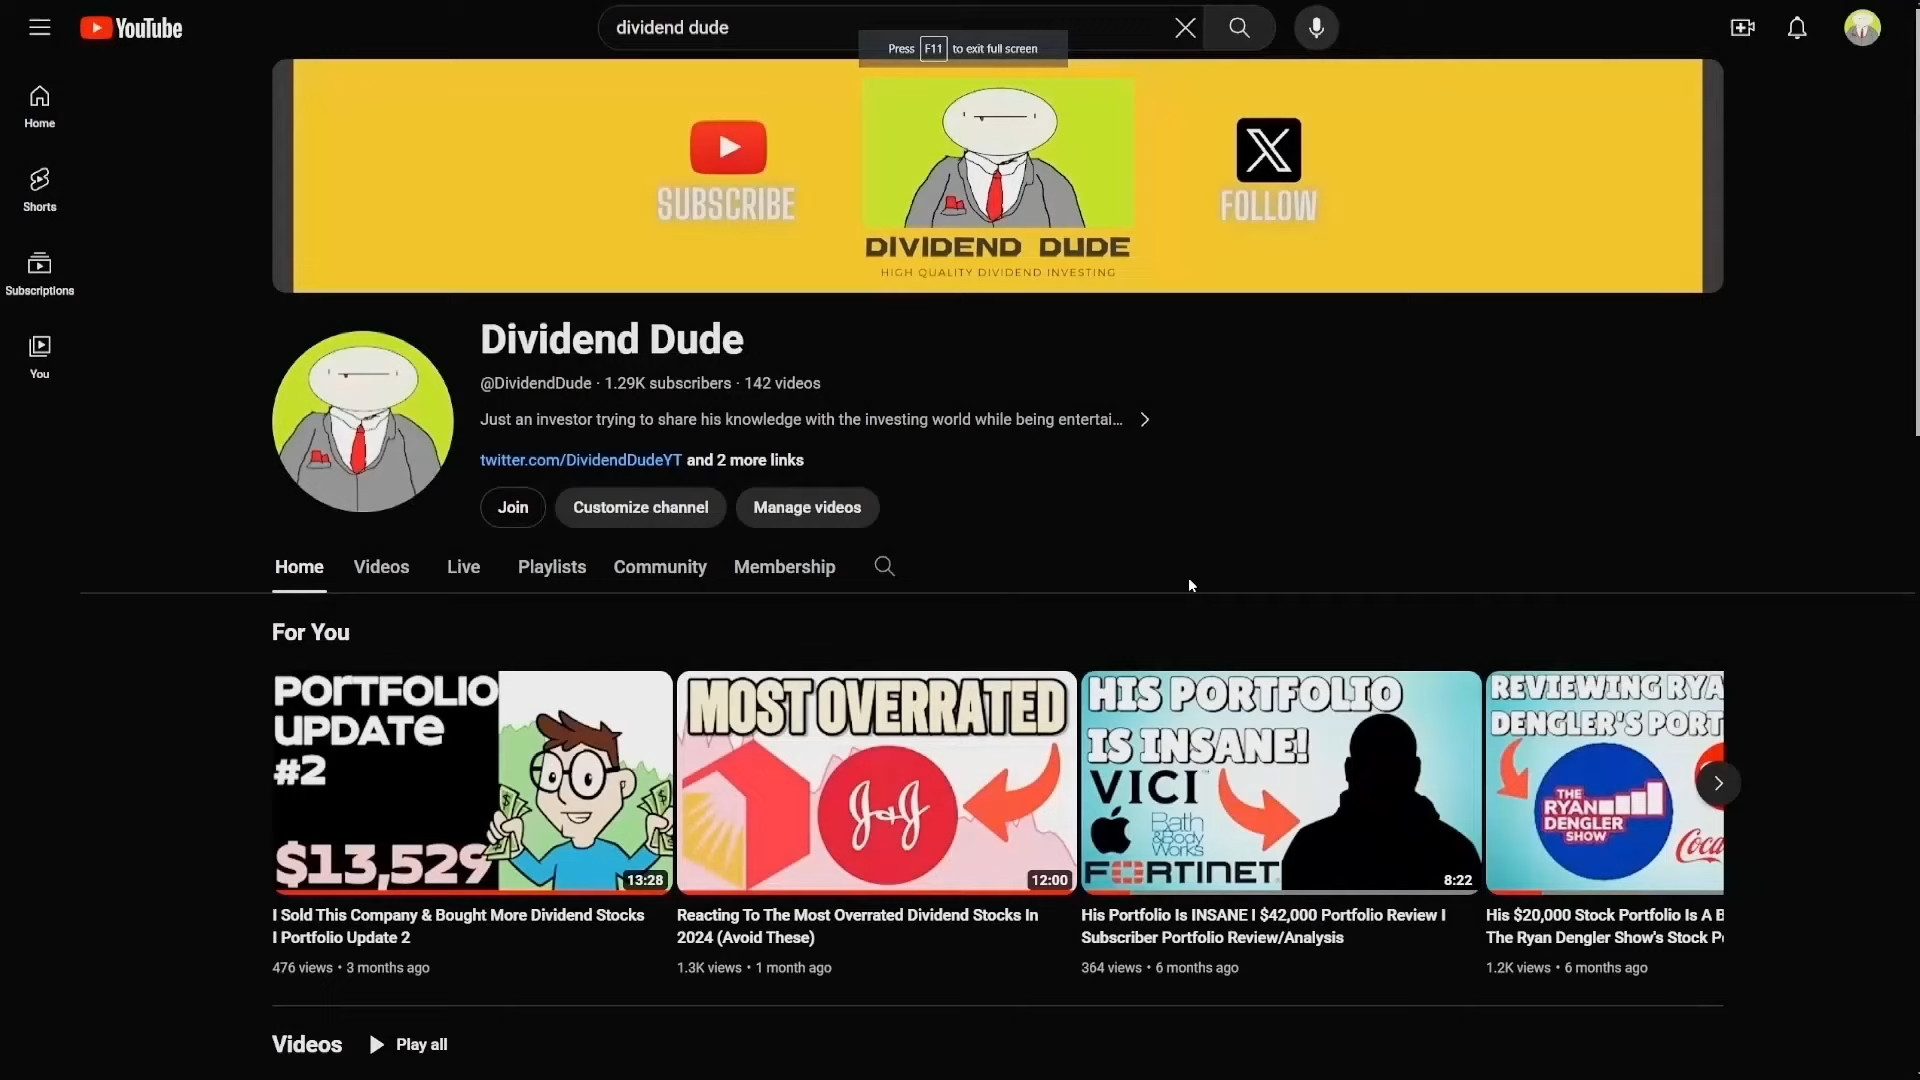 YouTube
dividend dude
Press F11 to exit full screen
Home
Shorts
Subscriptions
You
SUBSCRIBE
FOLLOW
DIVIDEND DUDE
HIGH QUALITY DIVIDEND INVESTING
Dividend Dude
@DividendDude · 1.29K subscribers · 142 videos
Just an investor trying to share his knowledge with the investing world while being entertai...
twitter.com/DividendDudeYT and 2 more links
Join
Customize channel
Manage videos
Home
Videos
Live
Playlists
Community
Membership
For You
PORTFOLIO
UPDATE
#2
$13,529
13:28
I Sold This Company & Bought More Dividend Stocks
I Portfolio Update 2
476 views • 3 months ago
MOST OVERRATED
J&J
12:00
Reacting To The Most Overrated Dividend Stocks In
2024 (Avoid These)
1.3K views • 1 month ago
HIS PORTFOLIO
IS INSANE!
VICI
Bath
&Body
Works
FORTINET
8:22
His Portfolio Is INSANE I $42,000 Portfolio Review I
Subscriber Portfolio Review/Analysis
364 views • 6 months ago
REVIEWING RYA
DENGLER'S PORT
THE
RYAN
DENGLER
SHOW
Coca
His $20,000 Stock Portfolio Is A B
The Ryan Dengler Show's Stock P
1.2K views • 6 months ago
Videos
Play all